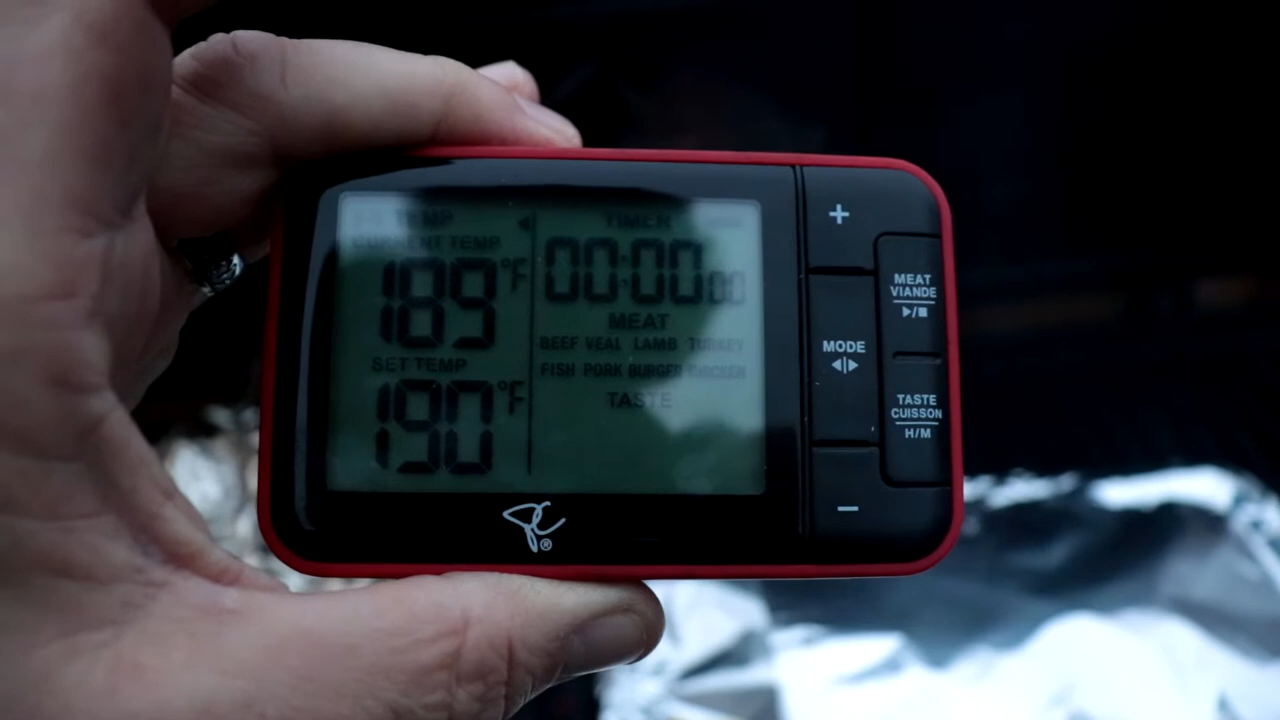 TEMP
CURRENT TEMP
189°F
SET TEMP
190°F
TIMER
00:00 00
MEAT
BEEF VEAL LAMB TURKEY
FISH PORK BURGER CHICKEN
TASTE
+
MODE
−
MEAT
VIANDE
TASTE
CUISSON
H/M
®